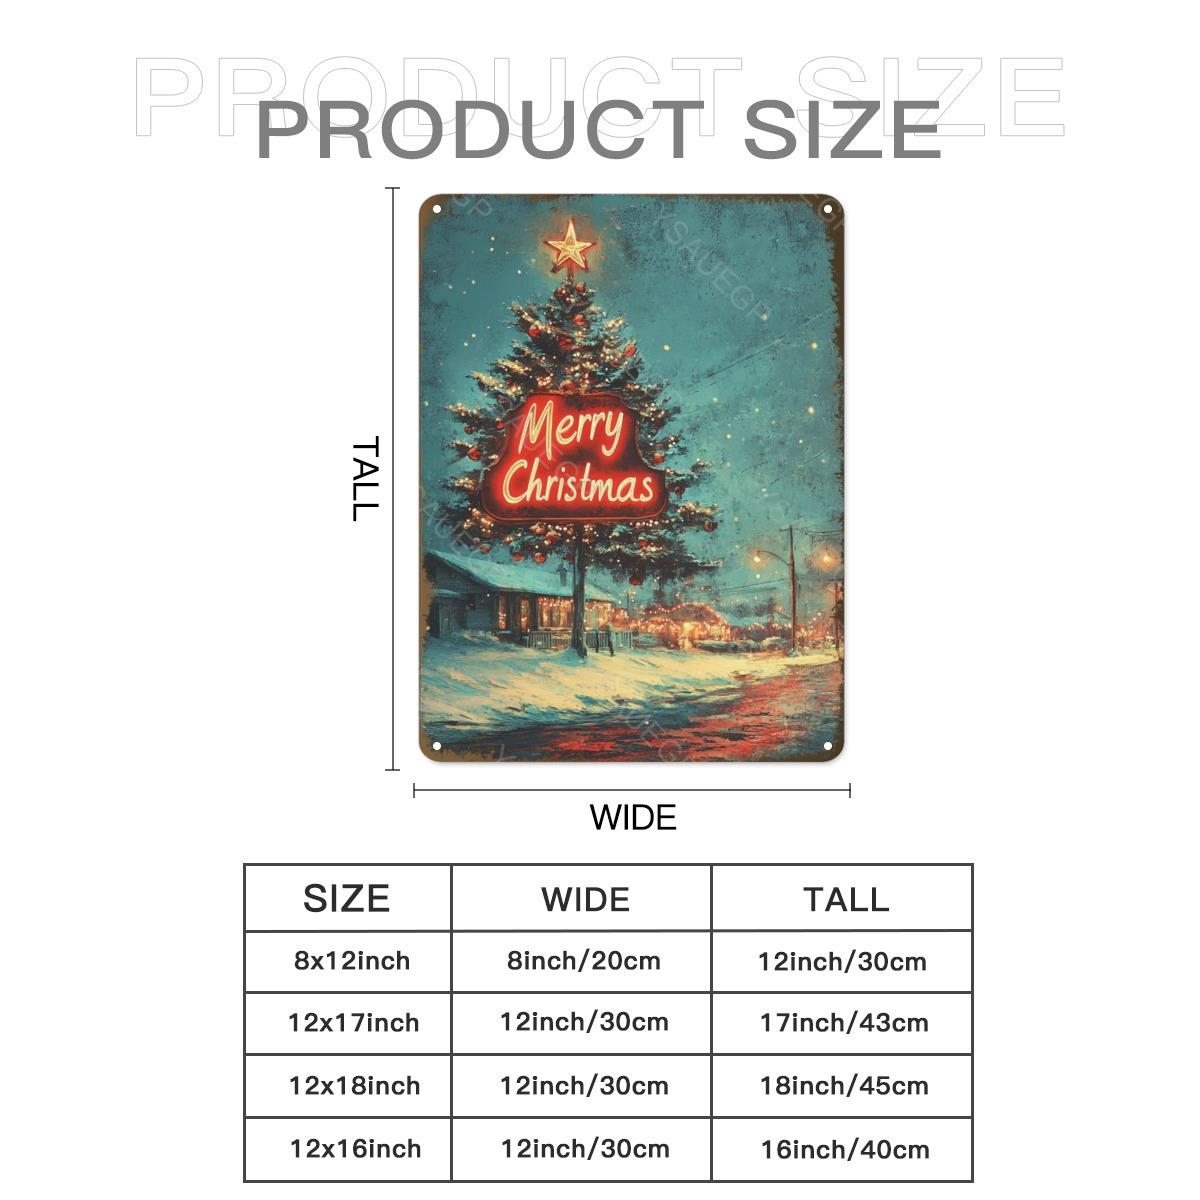 PRODUCT SIZE
PRODUCT SIZE
YSAUEGP
Merry
Christmas
TALL
WIDE
SIZE WIDE TALL
8x12inch 8inch/20cm 12inch/30cm
12x17inch 12inch/30cm 17inch/43cm
12x18inch 12inch/30cm 18inch/45cm
12x16inch 12inch/30cm 16inch/40cm